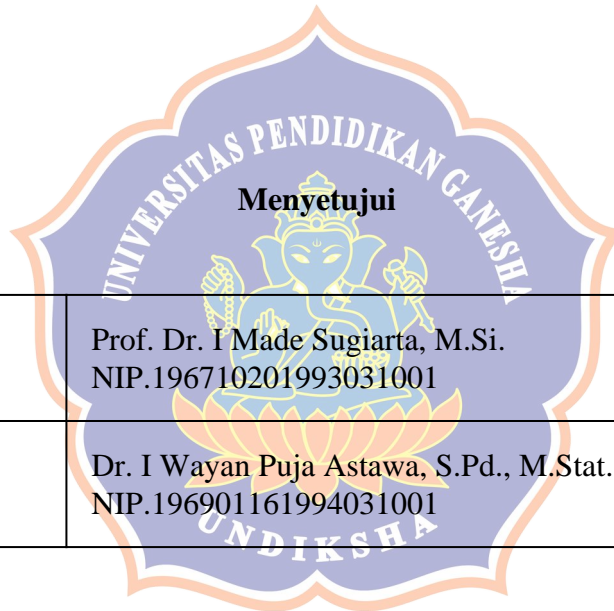 UNIVERSITAS PENDIDIKAN GANESHA
Menyetujui
Prof. Dr. I Made Sugiarta, M.Si.
NIP.196710201993031001
Dr. I Wayan Puja Astawa, S.Pd., M.Stat.
NIP.196901161994031001
UNDIKSHA